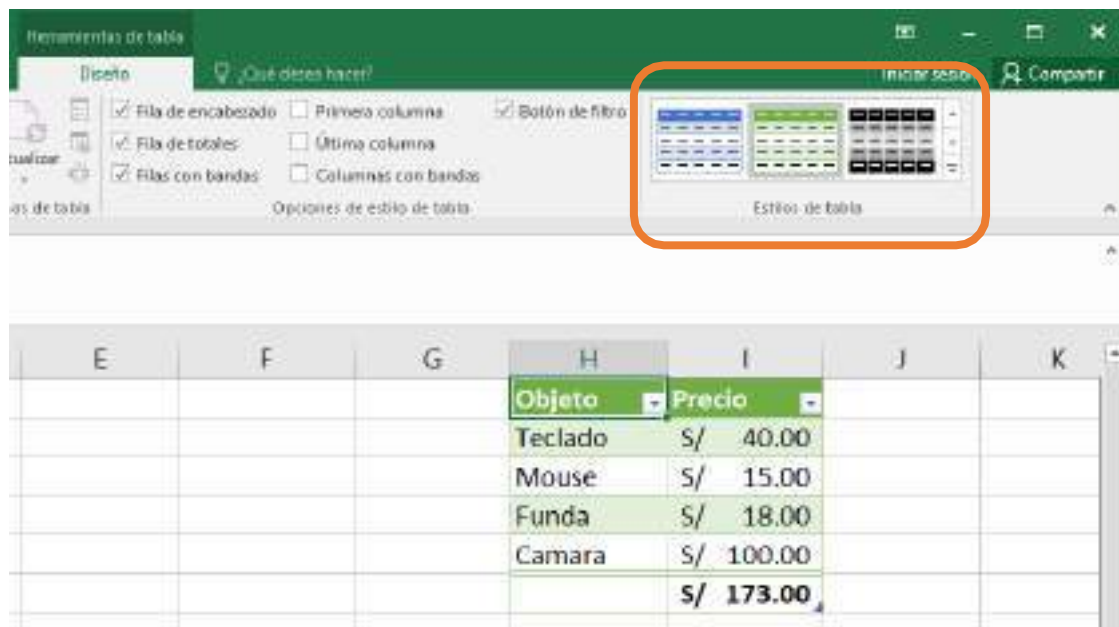 Herramientas de tabla
Diseño ¿Qué desea hacer? Iniciar sesión Compartir
Fila de encabezado Primera columna Botón de filtro
Fila de totales Última columna
Filas con bandas Columnas con bandas
de tabla Opciones de estilo de tabla Estilos de tabla
E F G H I J K
Objeto Precio
Teclado S/ 40.00
Mouse S/ 15.00
Funda S/ 18.00
Camara S/ 100.00
S/ 173.00